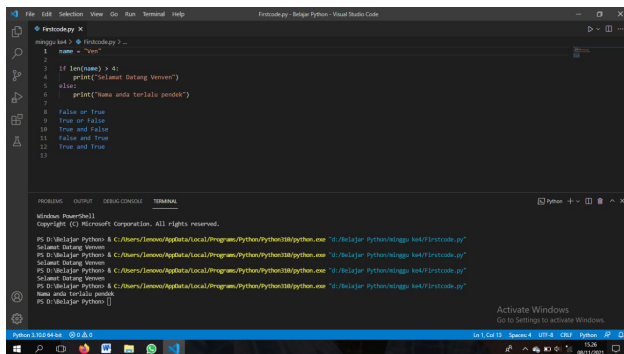 File Edit Selection View Go Run Terminal Help
Firstcode.py - Belajar Python - Visual Studio Code
Firstcode.py
minggu ke4 > Firstcode.py > ...
1 name = "Ven"
2
3 if len(name) > 4:
4 print("Selamat Datang Venven")
5 else:
6 print("Nama anda terlalu pendek")
7
8 False or True
9 True or False
10 True and False
11 False and True
12 True and True
13
PROBLEMS OUTPUT DEBUG CONSOLE TERMINAL
Python
Windows PowerShell
Copyright (C) Microsoft Corporation. All rights reserved.
PS D:\Belajar Python> & C:/Users/lenovo/AppData/Local/Programs/Python/Python310/python.exe "d:/Belajar Python/minggu ke4/Firstcode.py"
Selamat Datang Venven
PS D:\Belajar Python> & C:/Users/lenovo/AppData/Local/Programs/Python/Python310/python.exe "d:/Belajar Python/minggu ke4/Firstcode.py"
Selamat Datang Venven
PS D:\Belajar Python> & C:/Users/lenovo/AppData/Local/Programs/Python/Python310/python.exe "d:/Belajar Python/minggu ke4/Firstcode.py"
Selamat Datang Venven
PS D:\Belajar Python> & C:/Users/lenovo/AppData/Local/Programs/Python/Python310/python.exe "d:/Belajar Python/minggu ke4/Firstcode.py"
Nama anda terlalu pendek
PS D:\Belajar Python>
Activate Windows
Go to Settings to activate Windows.
Python 3.10.0 64-bit 0 0
Ln 1, Col 13 Spaces: 4 UTF-8 CRLF Python
15.26
08/11/2021